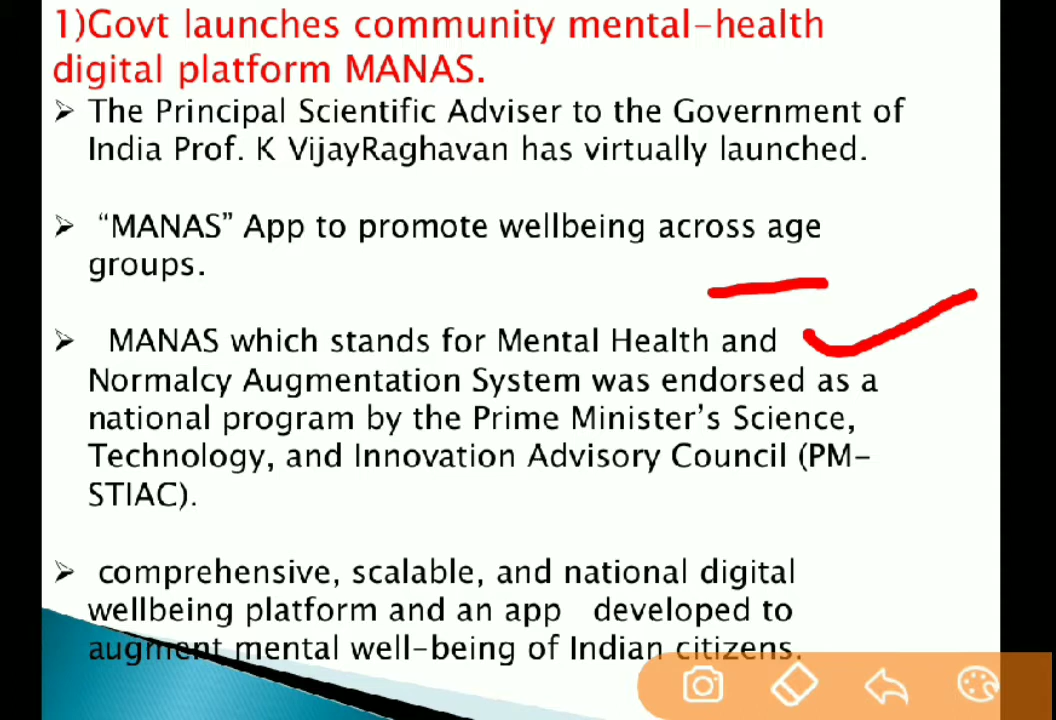 1)Govt launches community mental-health
digital platform MANAS.
➢ The Principal Scientific Adviser to the Government of
India Prof. K VijayRaghavan has virtually launched.
➢ “MANAS” App to promote wellbeing across age
groups.
➢ MANAS which stands for Mental Health and
Normalcy Augmentation System was endorsed as a
national program by the Prime Minister’s Science,
Technology, and Innovation Advisory Council (PM-
STIAC).
➢ comprehensive, scalable, and national digital
wellbeing platform and an app developed to
augment mental well-being of Indian citizens.